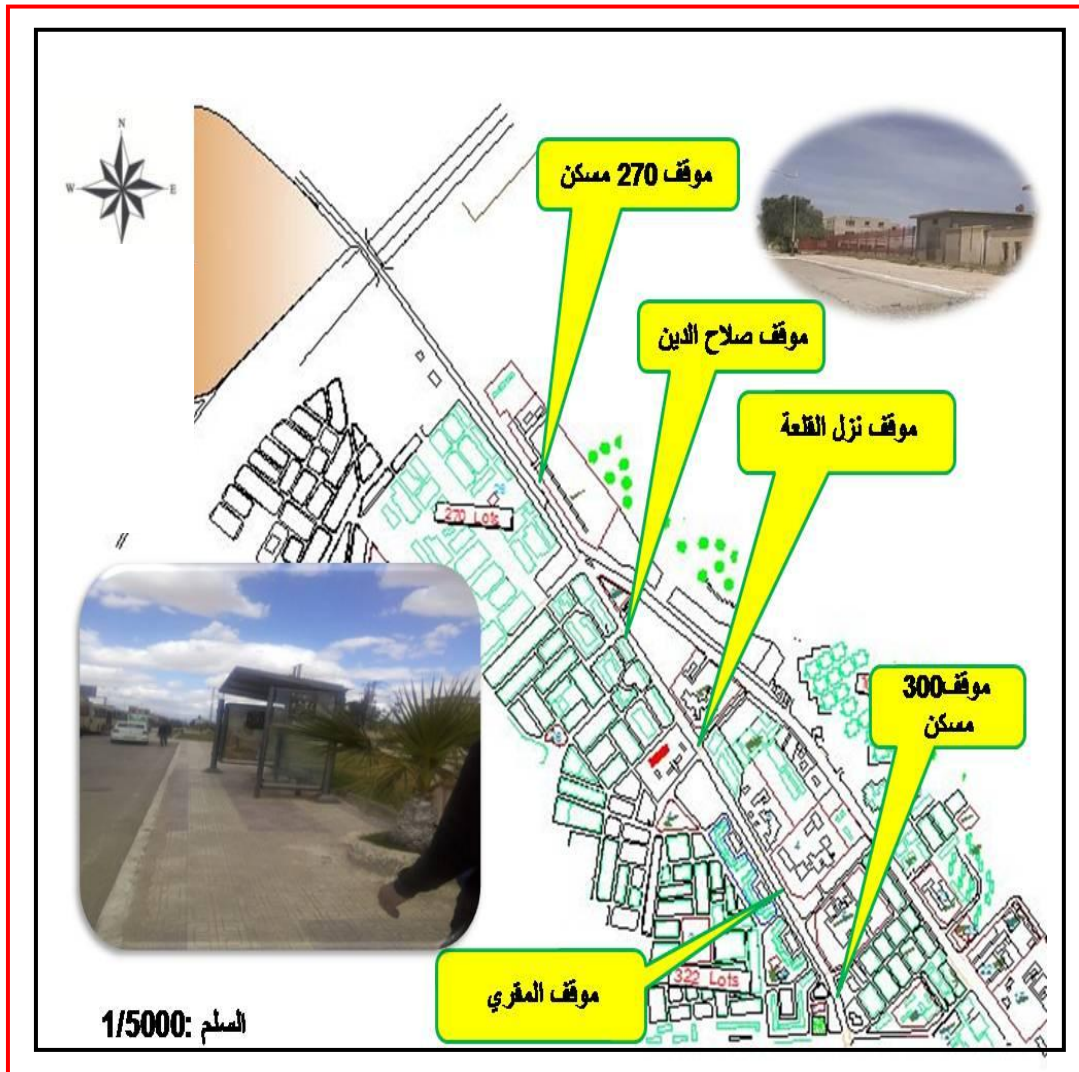 N
W
E
موقف 270 مسكن
موقف صلاح الدين
موقف نزل القلعة
270 Lots
موقف300
مسكن
322 Lots
موقف المقري
السلم :1/5000